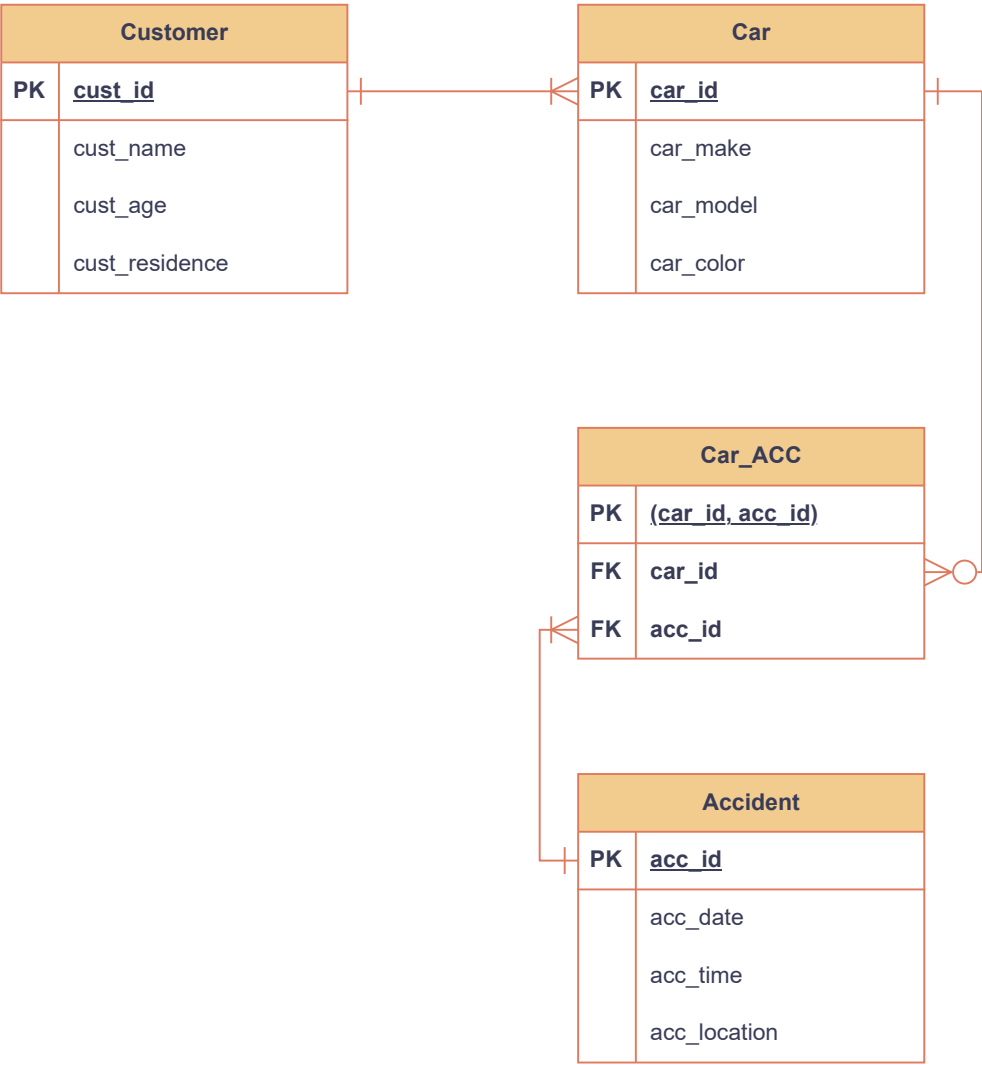 Customer
PK cust_id
cust_name
cust_age
cust_residence
Car
PK car_id
car_make
car_model
car_color
Car_ACC
PK (car_id, acc_id)
FK car_id
FK acc_id
Accident
PK acc_id
acc_date
acc_time
acc_location